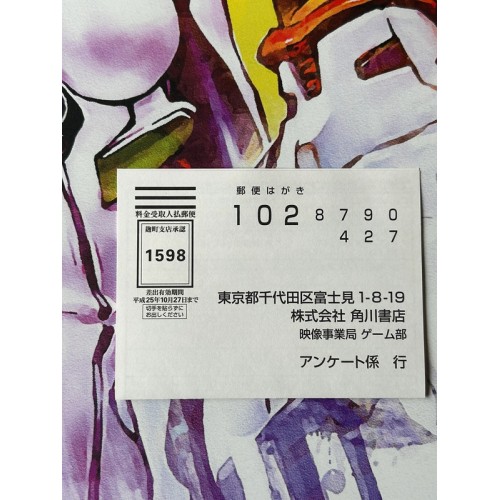 郵便はがき
102 8790
427
料金受取人払郵便
麹町支店承認
1598
差出有効期間
平成25年10月27日まで
切手を貼らずに
お出しください
東京都千代田区富士見1-8-19
株式会社 角川書店
映像事業局 ゲーム部
アンケート係 行